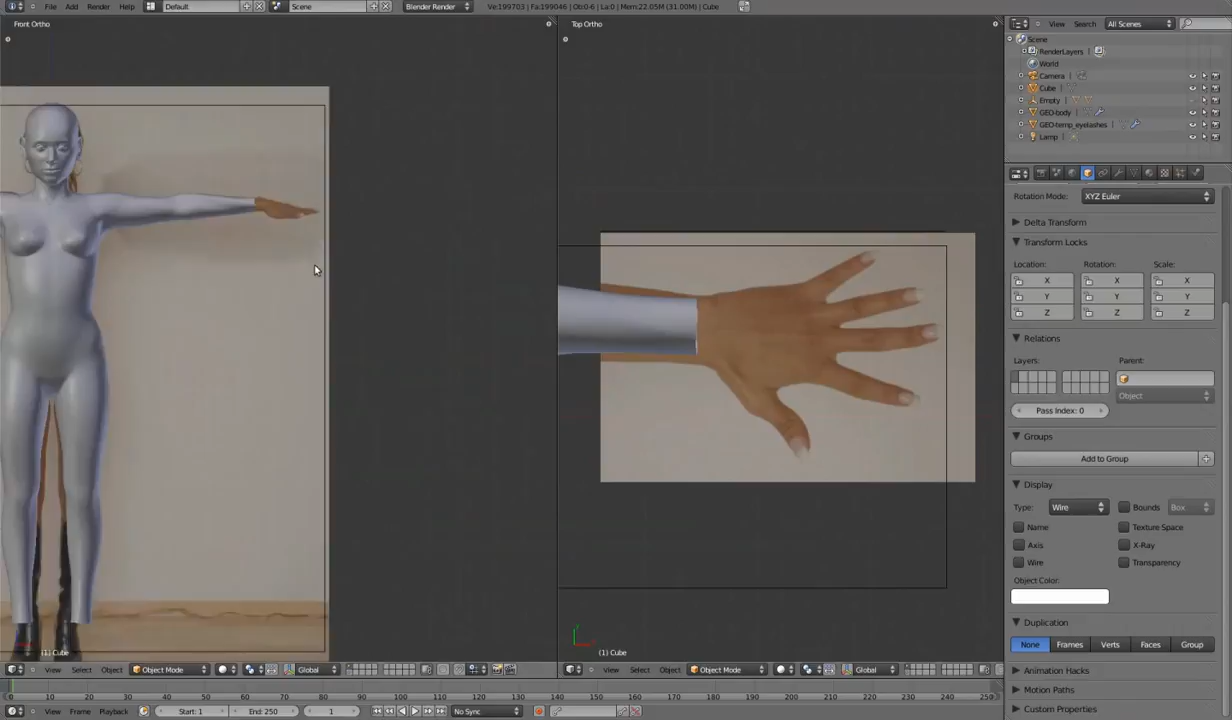 File Add Render Help Default Scene Blender Render Ve:199703 | Fa:199046 | Ob:0-6 | La:0 | Mem:22.05M (31.00M) | Cube
Front Ortho
Top Ortho
View Search All Scenes
Scene
RenderLayers
World
Camera
Cube
Empty
GEO-body
GEO-temp_eyelashes
Lamp
Rotation Mode: XYZ Euler
Delta Transform
Transform Locks
Location: Rotation: Scale:
X X X
Y Y Y
Z Z Z
Relations
Layers: Parent:
Object
Pass Index: 0
Groups
Add to Group
Display
Type: Wire Bounds Box
Name Texture Space
Axis X-Ray
Wire Transparency
Object Color:
Duplication
None Frames Verts Faces Group
Animation Hacks
Motion Paths
Custom Properties
(1) Cube
(1) Cube
View Select Object Object Mode Global
View Select Object Object Mode Global
0 10 20 30 40 50 60 70 80 90 100 110 120 130 140 150 160 170 180 190 200 210 220 230 240 250
View Frame Playback Start: 1 End: 250 1 No Sync